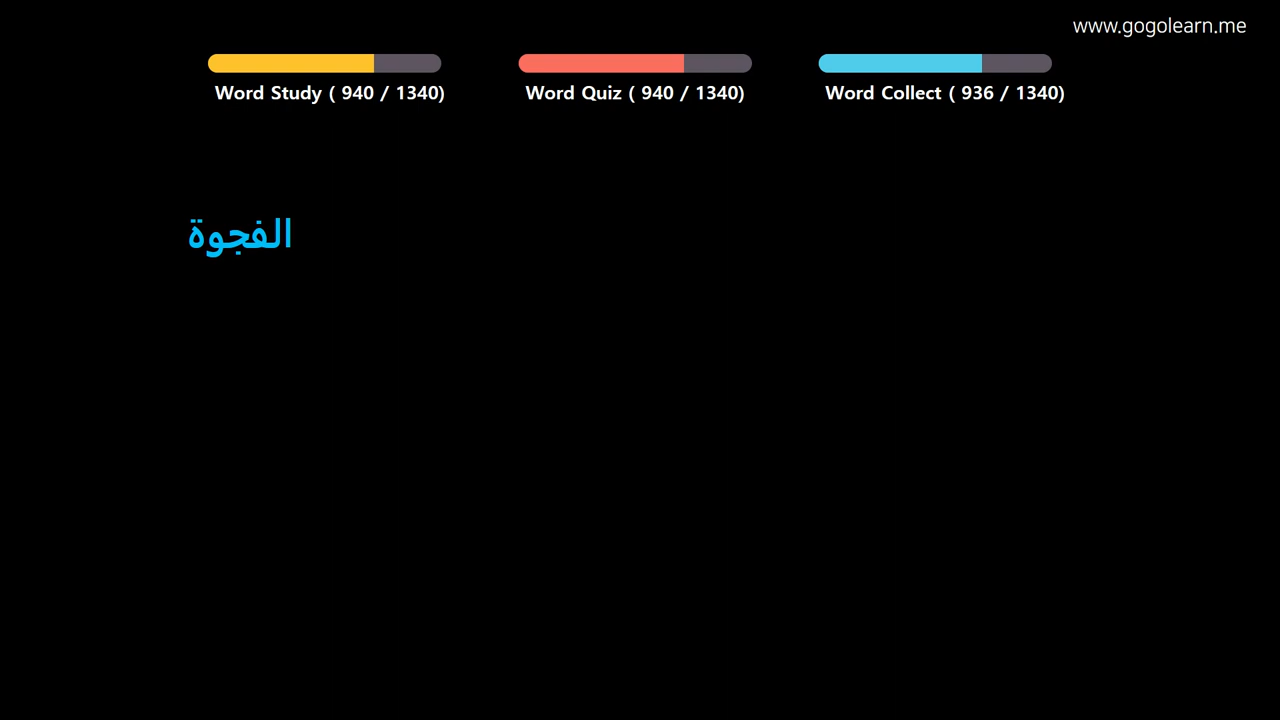 www.gogolearn.me
Word Study ( 940 / 1340)
Word Quiz ( 940 / 1340)
Word Collect ( 936 / 1340)
الفجوة